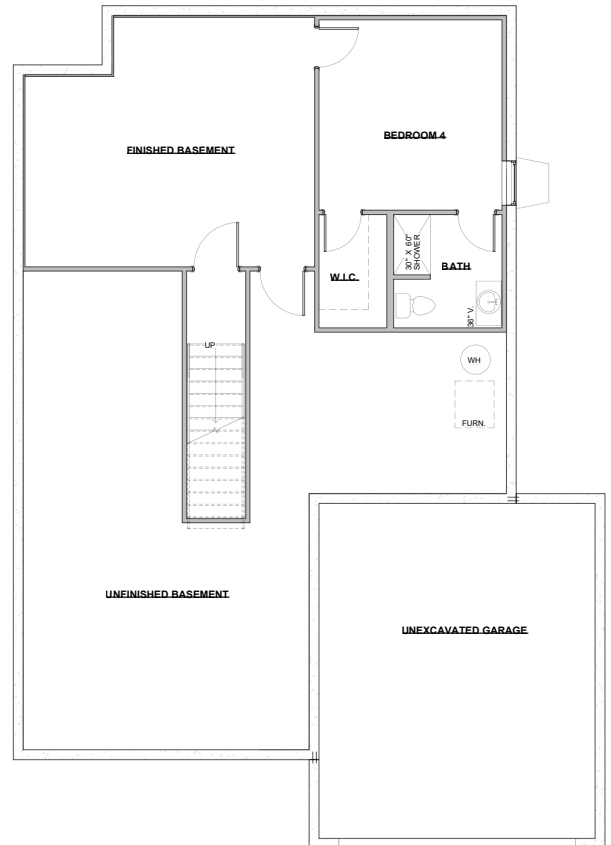 BEDROOM 4
FINISHED BASEMENT
30" X 60"
SHOWER
BATH
W.I.C.
36" V.
UP
WH
FURN.
UNFINISHED BASEMENT
UNEXCAVATED GARAGE